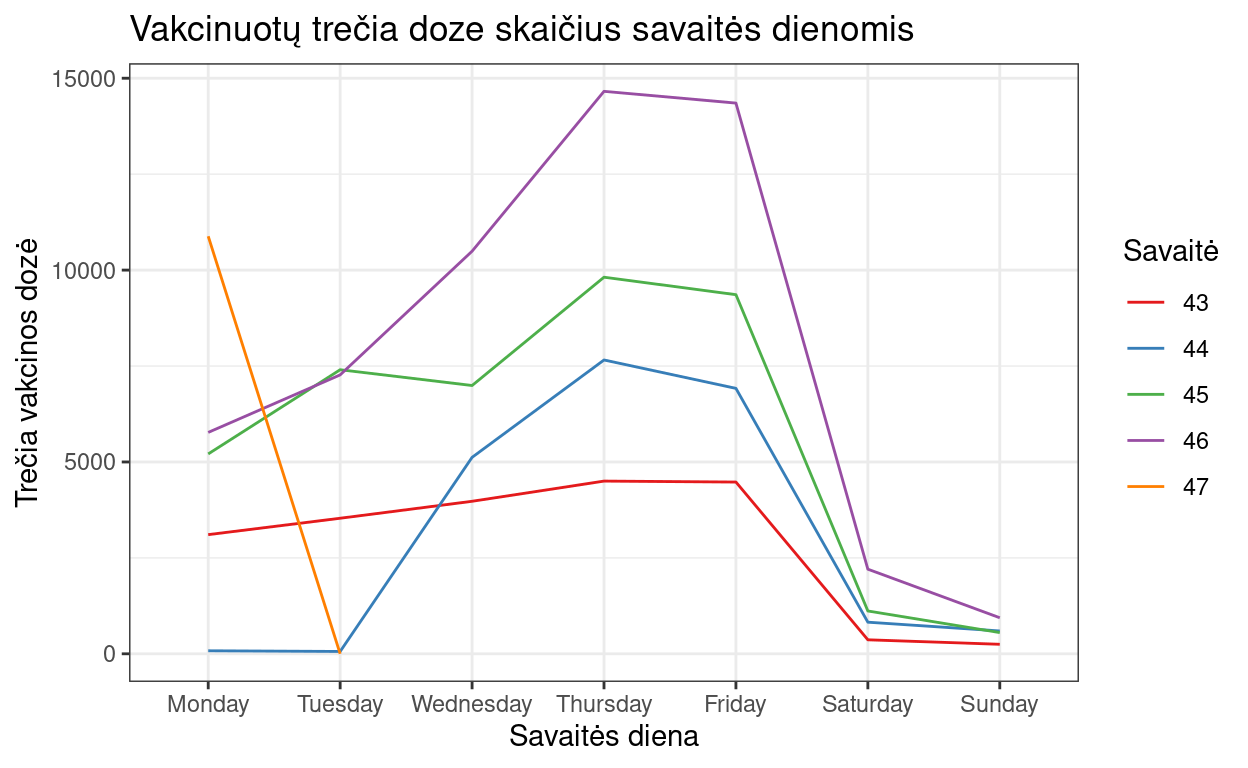 Vakcinuotų trečia doze skaičius savaitės dienomis
Trečia vakcinos dozė
15000
10000
5000
0
Monday Tuesday Wednesday Thursday Friday Saturday Sunday
Savaitės diena
Savaitė
43
44
45
46
47